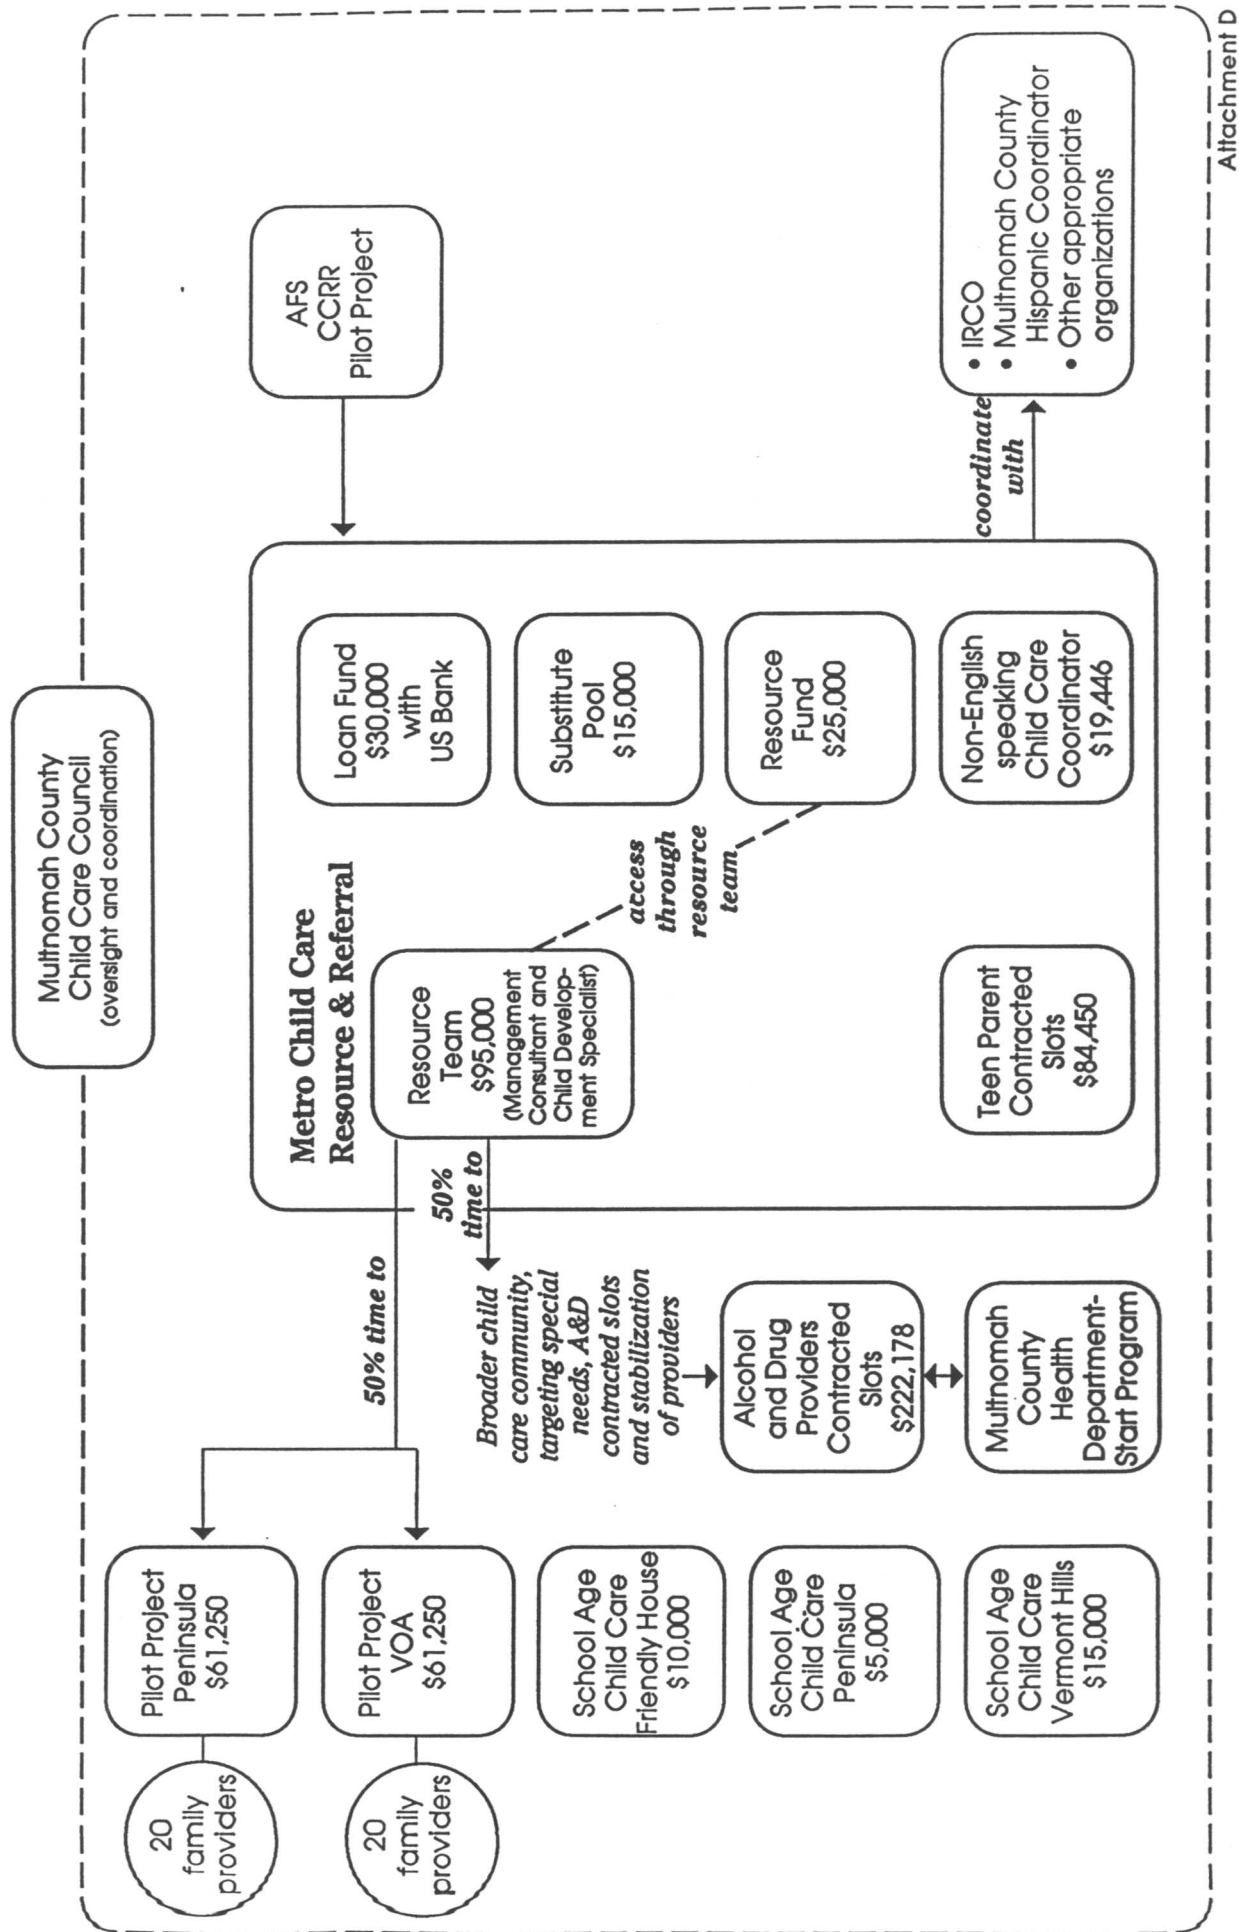 Multnomah County
Child Care Council
(oversight and coordination)
20
family
providers
Pilot Project
Peninsula
$61,250
20
family
providers
Pilot Project
VOA
$61,250
School Age
Child Care
Friendly House
$10,000
School Age
Child Care
Peninsula
$5,000
School Age
Child Care
Vermont Hills
$15,000
50% time to
50%
time to
Broader child
care community,
targeting special
needs, A&D
contracted slots
and stabilization
of providers
Alcohol
and Drug
Providers
Contracted
Slots
$222,178
Multnomah
County
Health
Department-
Start Program
Metro Child Care
Resource & Referral
Resource
Team
$95,000
(Management
Consultant and
Child Develop-
ment Specialist)
access
through
resource
team
Teen Parent
Contracted
Slots
$84,450
Loan Fund
$30,000
with
US Bank
Substitute
Pool
$15,000
Resource
Fund
$25,000
Non-English
speaking
Child Care
Coordinator
$19,446
AFS
CCRR
Pilot Project
coordinate
with
• IRCO
• Multnomah County
Hispanic Coordinator
• Other appropriate
organizations
Attachment D